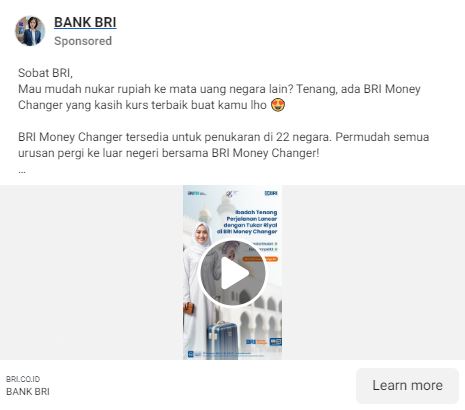 BANK BRI
Sponsored
Sobat BRI,
Mau mudah nukar rupiah ke mata uang negara lain? Tenang, ada BRI Money
Changer yang kasih kurs terbaik buat kamu lho 😍
BRI Money Changer tersedia untuk penukaran di 22 negara. Permudah semua
urusan pergi ke luar negeri bersama BRI Money Changer!
...
BRI
Ibadah Tenang
Perjalanan Lancar
dengan Tukar Riyal
di BRI Money Changer
BRI
BRI.CO.ID
BANK BRI
Learn more